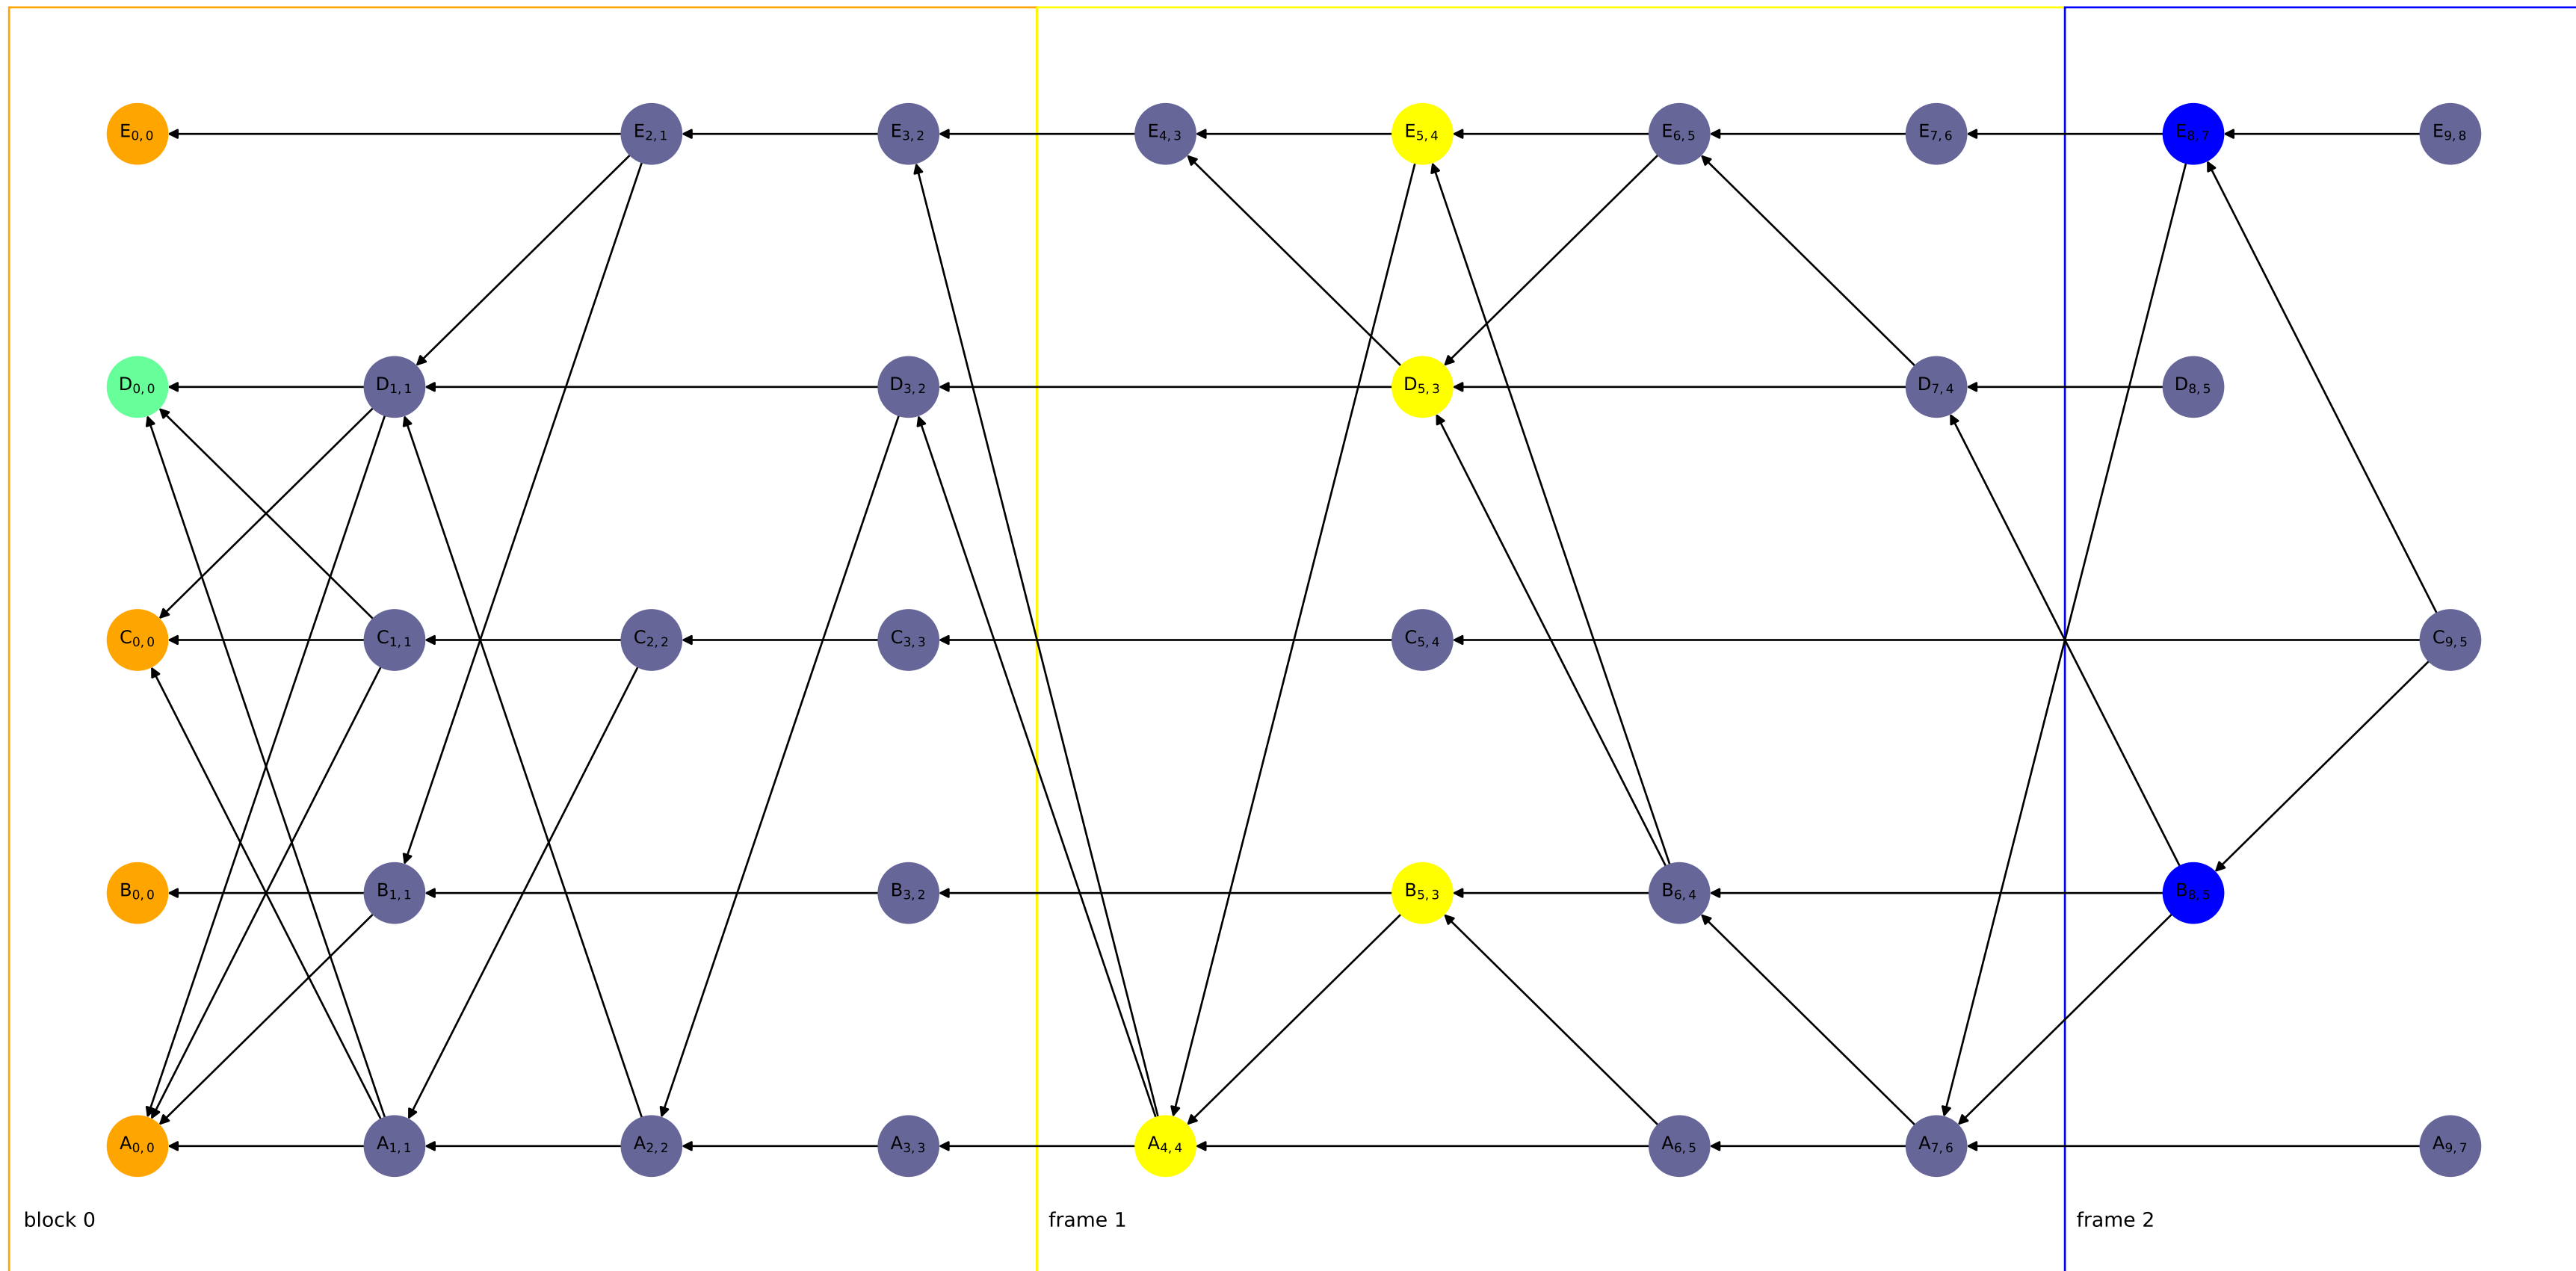 E0,0 E2,1 E3,2 E4,3 E5,4 E6,5 E7,6 E8,7 E9,8
D0,0 D1,1 D3,2 D5,3 D7,4 D8,5
C0,0 C1,1 C2,2 C3,3 C5,4 C9,5
B0,0 B1,1 B3,2 B5,3 B6,4 B8,5
A0,0 A1,1 A2,2 A3,3 A4,4 A6,5 A7,6 A9,7
block 0 frame 1 frame 2